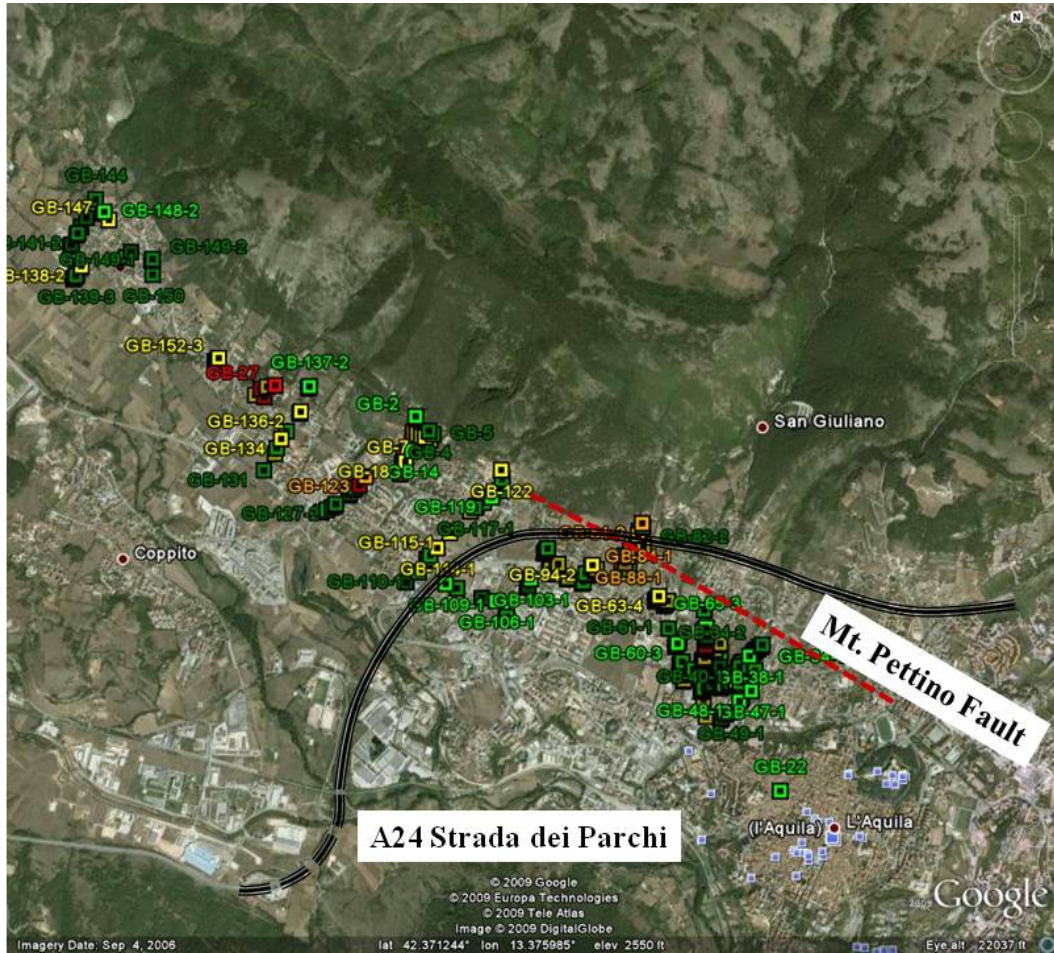 N
GB-144
GB-147
GB-148-2
GB-149-2
GB-138-2
GB-139-3
GB-150
GB-152-3
GB-27
GB-137-2
GB-136-2
GB-2
GB-5
GB-134
GB-7
GB-4
San Giuliano
GB-131
GB-18
GB-14
GB-123
GB-122
GB-119
GB-117-1
GB-115-1
Coppito
GB-94-2
GB-88-1
GB-109-1
GB-103-1
GB-63-4
GB-106-1
GB-61-1
GB-60-3
GB-38-1
GB-48-1
GB-47-1
GB-49-1
Mt. Pettino Fault
GB-22
A24 Strada dei Parchi
(l'Aquila)
L'Aquila
© 2009 Google
© 2009 Europa Technologies
© 2009 Tele Atlas
Image © 2009 DigitalGlobe
2009 Google
Imagery Date: Sep 4, 2006
lat 42.371244° lon 13.375985° elev 2550 ft
Eye alt 22037 ft